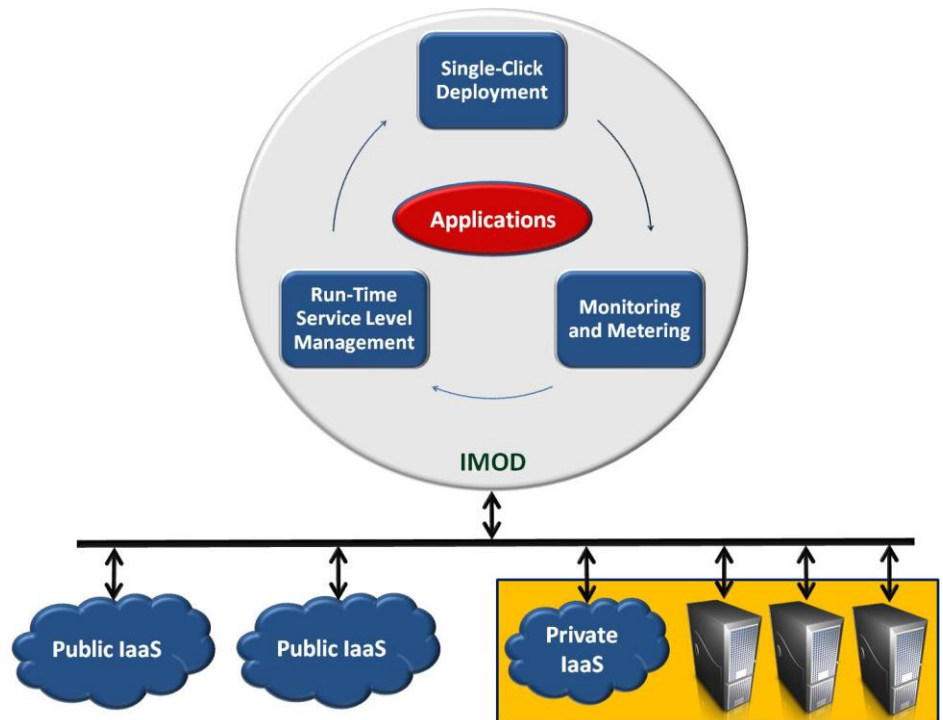 Single-Click
Deployment
Applications
Run-Time
Service Level
Management
Monitoring
and Metering
IMOD
Public IaaS
Public IaaS
Private
IaaS